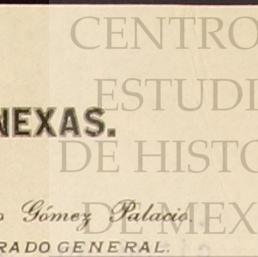 CENTRO
ESTUDI
NEXAS.
DE HISTO
o Gómez Palacio.
DE MEX
RADO GENERAL.